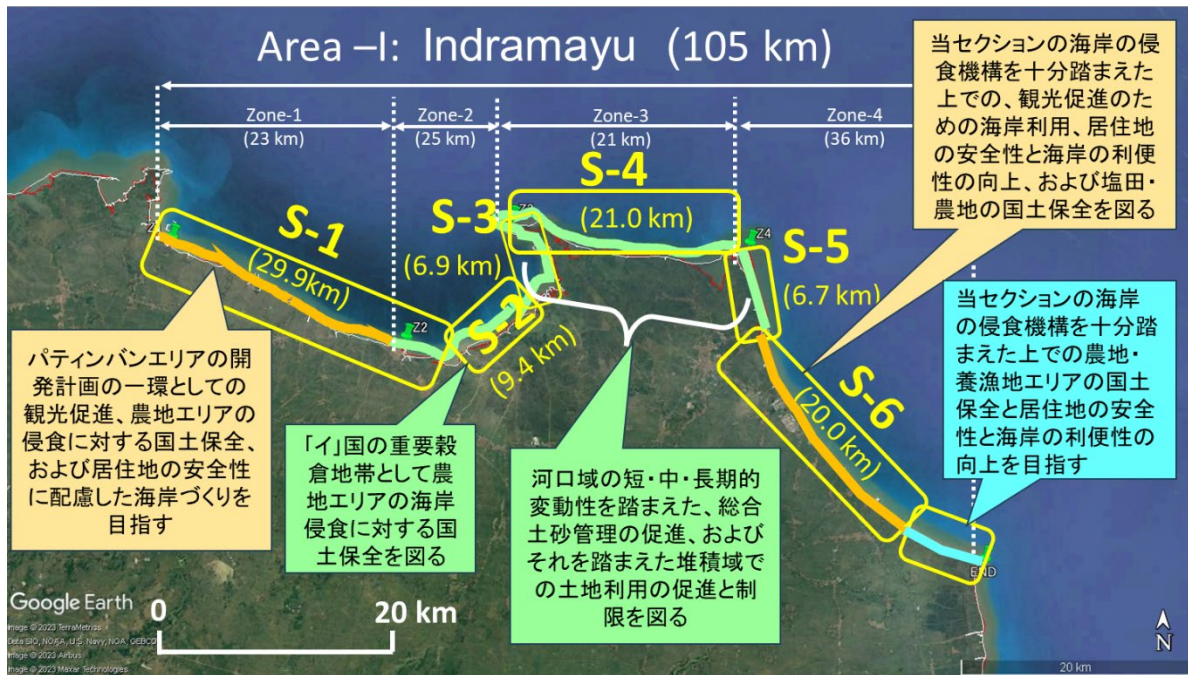 Area –I: Indramayu (105 km)
Zone-1
(23 km)
Zone-2
(25 km)
Zone-3
(21 km)
Zone-4
(36 km)
S-1
(29.9km)
S-2
(9.4 km)
S-3
(6.9 km)
S-4
(21.0 km)
S-5
(6.7 km)
S-6
(20.0 km)
Z2
Z4
END
当セクションの海岸の侵
食機構を十分踏まえた
上での、観光促進のた
めの海岸利用、居住地
の安全性と海岸の利便
性の向上、および塩田・
農地の国土保全を図る
当セクションの海岸
の侵食機構を十分踏
まえた上での農地・
養漁地エリアの国土
保全と居住地の安全
性と海岸の利便性の
向上を目指す
パティンバンエリアの開
発計画の一環としての
観光促進、農地エリアの
侵食に対する国土保全、
および居住地の安全性
に配慮した海岸づくりを
目指す
「イ」国の重要穀
倉地帯として農
地エリアの海岸
侵食に対する国
土保全を図る
河口域の短・中・長期的
変動性を踏まえた、総合
土砂管理の促進、および
それを踏まえた堆積域で
の土地利用の促進と制
限を図る
Google Earth
Image © 2023 TerraMetrics
Data SIO, NOAA, U.S. Navy, NGA, GEBCO
Image © 2023 Airbus
Image © 2023 Maxar Technologies
0
20 km
N
20 km